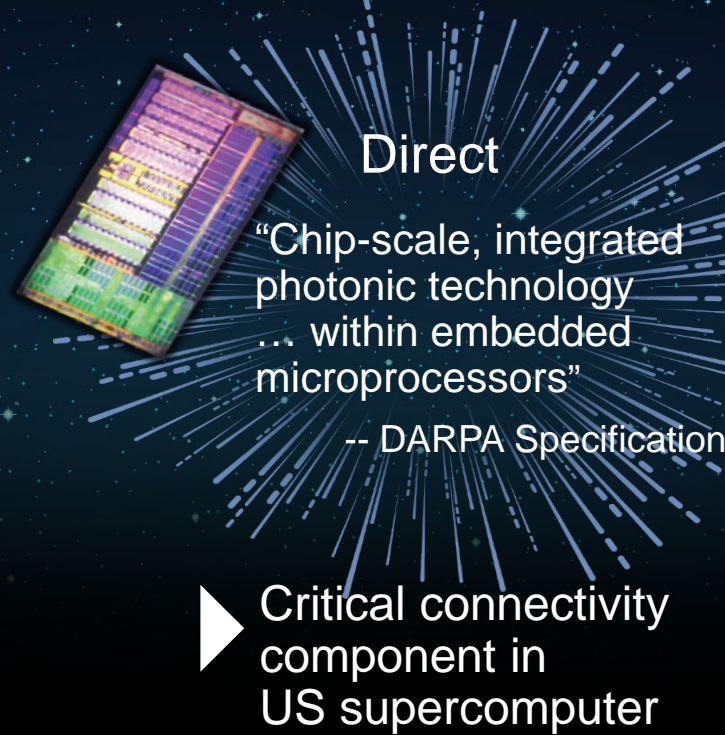 Direct
“Chip-scale, integrated
photonic technology
… within embedded
microprocessors”
-- DARPA Specification
Critical connectivity
component in
US supercomputer